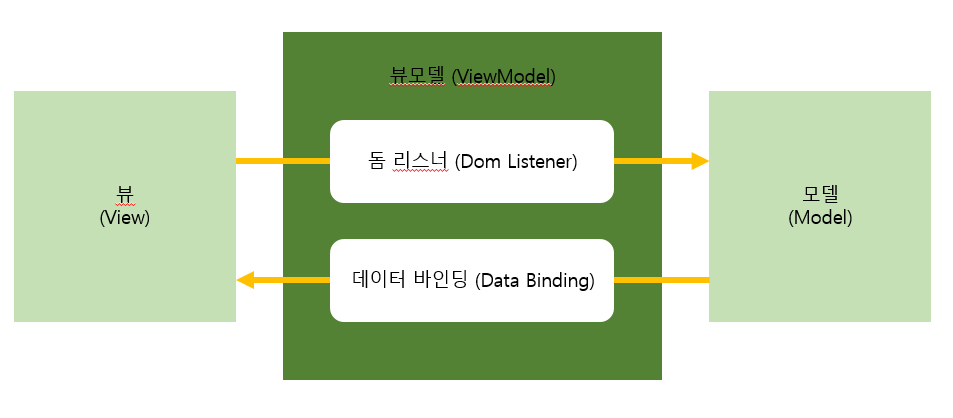 뷰모델 (ViewModel)
돔 리스너 (Dom Listener)
뷰
(View)
모델
(Model)
데이터 바인딩 (Data Binding)